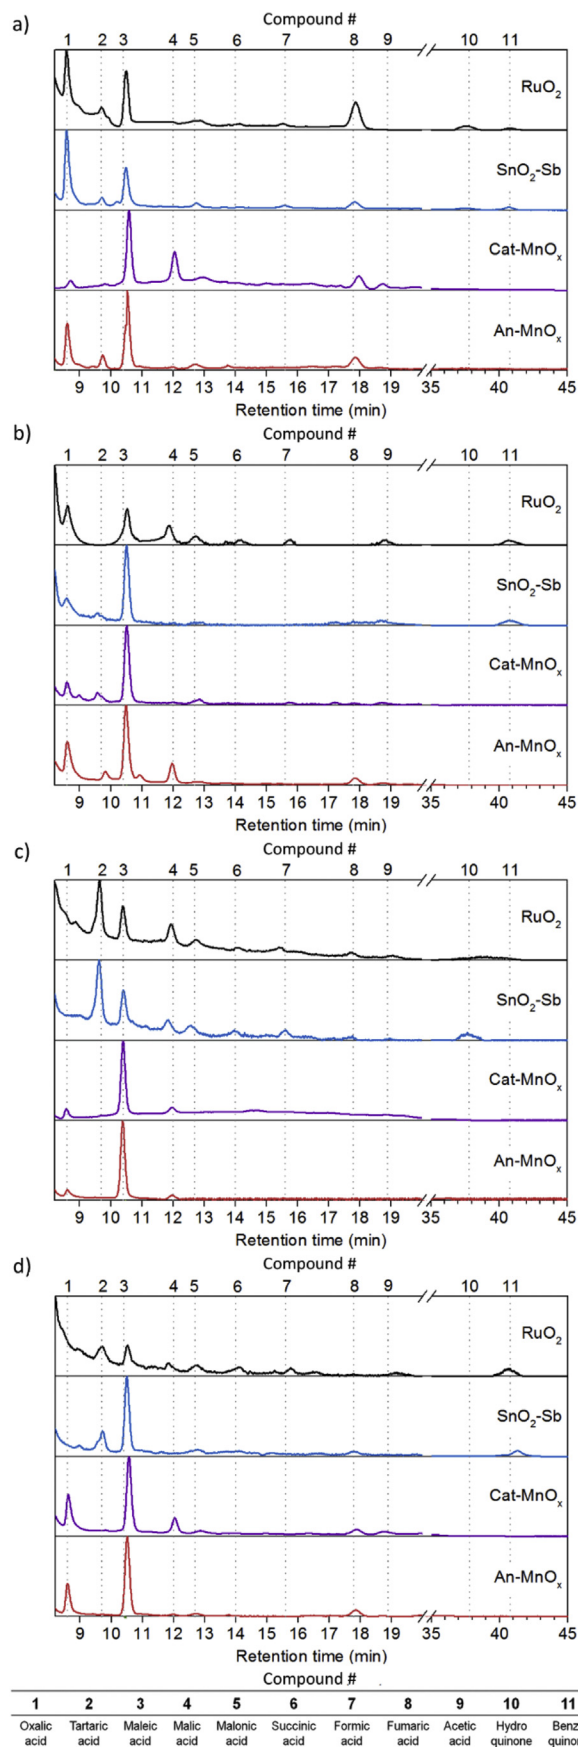 a)
Compound #
1 2 3 4 5 6 7 8 9 10 11
RuO2
SnO2-Sb
Cat-MnOx
An-MnOx
9 10 11 12 13 14 15 16 17 18 19 35 40 45
Retention time (min)
b)
Compound #
1 2 3 4 5 6 7 8 9 10 11
RuO2
SnO2-Sb
Cat-MnOx
An-MnOx
9 10 11 12 13 14 15 16 17 18 19 35 40 45
Retention time (min)
c)
Compound #
1 2 3 4 5 6 7 8 9 10 11
RuO2
SnO2-Sb
Cat-MnOx
An-MnOx
9 10 11 12 13 14 15 16 17 18 19 35 40 45
Retention time (min)
d)
Compound #
1 2 3 4 5 6 7 8 9 10 11
RuO2
SnO2-Sb
Cat-MnOx
An-MnOx
9 10 11 12 13 14 15 16 17 18 19 35 40 45
Retention time (min)
Compound #
1 2 3 4 5 6 7 8 9 10 11
Oxalic Tartaric Maleic Malic Malonic Succinic Formic Fumaric Acetic Hydro Benz
acid acid acid acid acid acid acid acid acid quinone quinon